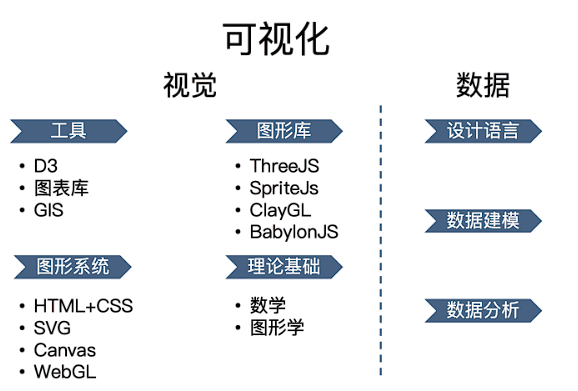 可视化
视觉
数据
工具
• D3
• 图表库
• GIS
图形库
• ThreeJS
• SpriteJs
• ClayGL
• BabylonJS
图形系统
• HTML+CSS
• SVG
• Canvas
• WebGL
理论基础
• 数学
• 图形学
设计语言
数据建模
数据分析